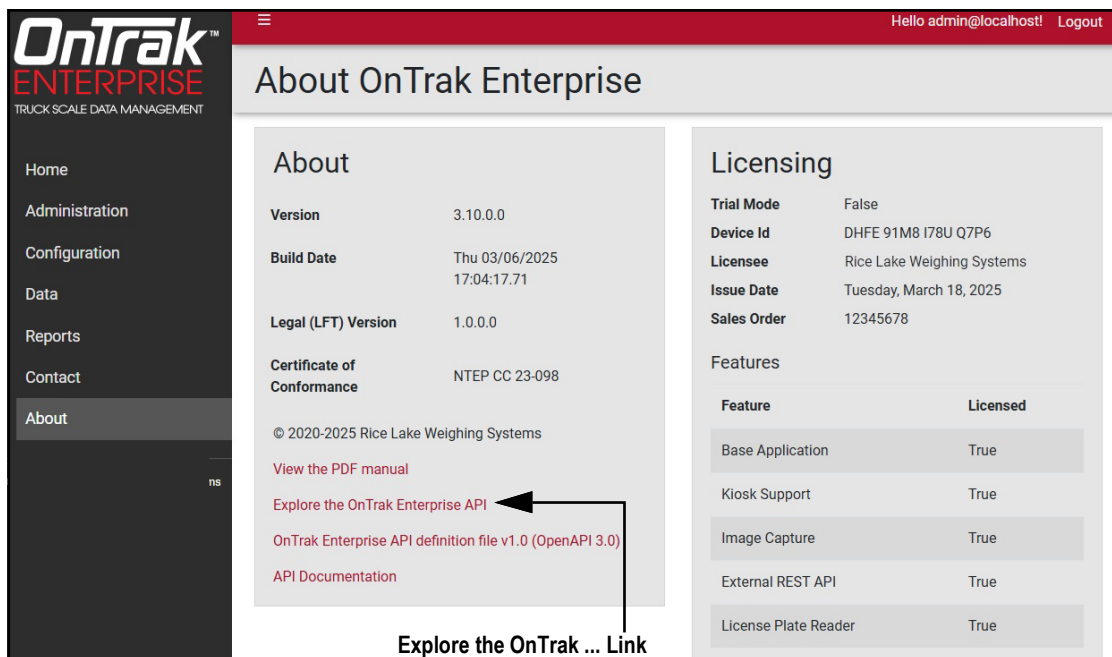 OnTrak™
ENTERPRISE
TRUCK SCALE DATA MANAGEMENT
Home
Administration
Configuration
Data
Reports
Contact
About
ns
☰
Hello admin@localhost! Logout
About OnTrak Enterprise
About
Version 3.10.0.0
Build Date Thu 03/06/2025
17:04:17.71
Legal (LFT) Version 1.0.0.0
Certificate of
Conformance NTEP CC 23-098
© 2020-2025 Rice Lake Weighing Systems
View the PDF manual
Explore the OnTrak Enterprise API
OnTrak Enterprise API definition file v1.0 (OpenAPI 3.0)
API Documentation
Explore the OnTrak ... Link
Licensing
Trial Mode False
Device Id DHFE 91M8 I78U Q7P6
Licensee Rice Lake Weighing Systems
Issue Date Tuesday, March 18, 2025
Sales Order 12345678
Features
Feature Licensed
Base Application True
Kiosk Support True
Image Capture True
External REST API True
License Plate Reader True